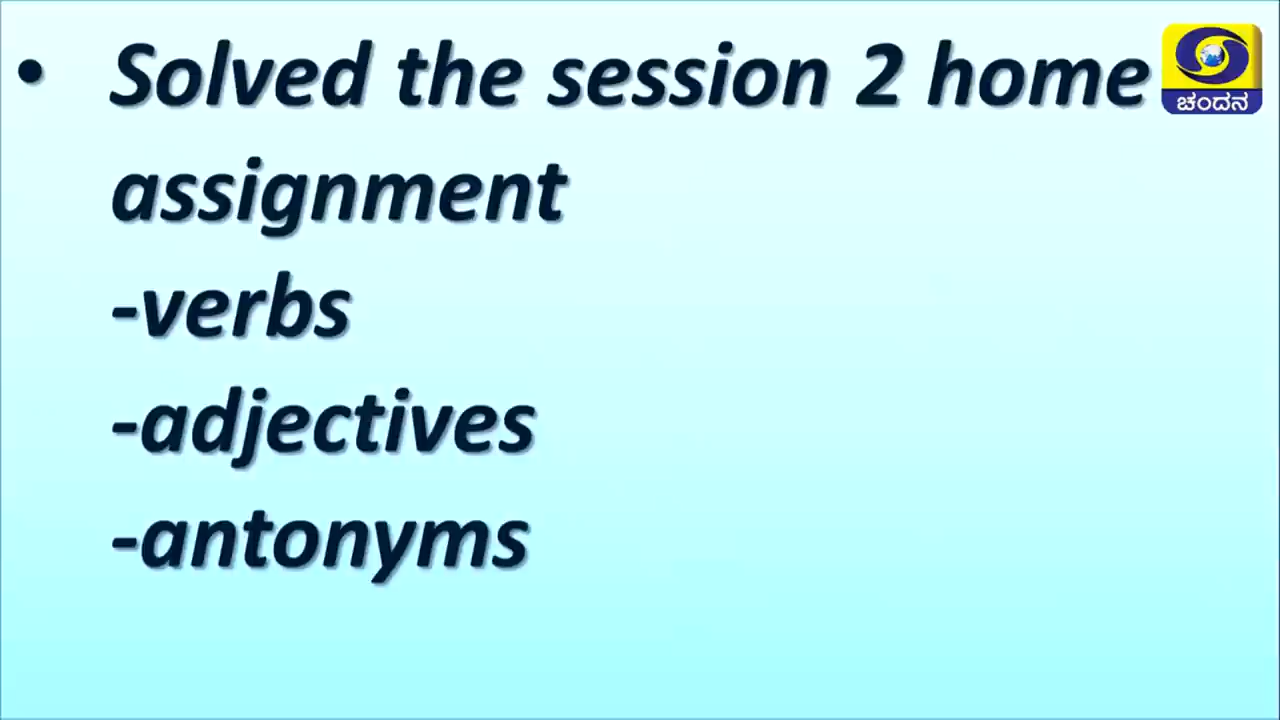 • Solved the session 2 home
assignment
-verbs
-adjectives
-antonyms
ಚಂದನ